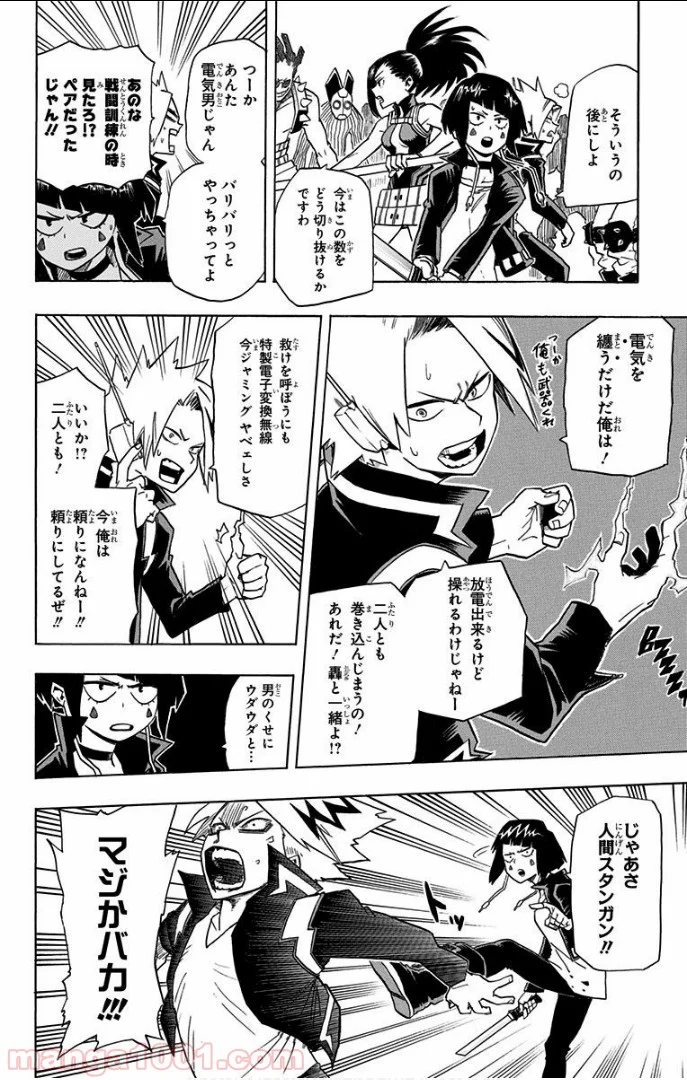 そういうの
後にしよ
今はこの数を
どう切り抜けるか
ですわ
つーか
あんた
電気男じゃん
バリバリっと
やっちゃってよ
あのな
戦闘訓練の時
見たろ!?
ペアだった
じゃん!!
電気を
纏うだけだ俺は!
つーか
俺も武器くれ
放電出来るけど
操れるわけじゃねー
二人とも
巻き込んじまうの!
あれだ!轟と一緒よ!?
救けを呼ぼうにも
特製電子変換無線
今ジャミングヤベェしさ
いいか!?
二人とも!
今俺は
頼りになんねー!!
頼りにしてるぜ!!
男のくせに
ウダウダと…
じゃあさ
人間スタンガン!!
ドッ
マジかバカ!!!
manga1001.com